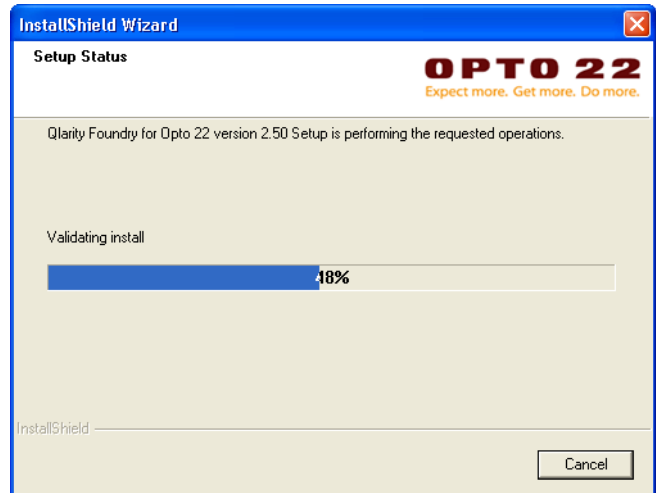 InstallShield Wizard
Setup Status
OPTO 22
Expect more. Get more. Do more.
Qlarity Foundry for Opto 22 version 2.50 Setup is performing the requested operations.
Validating install
48%
InstallShield
Cancel